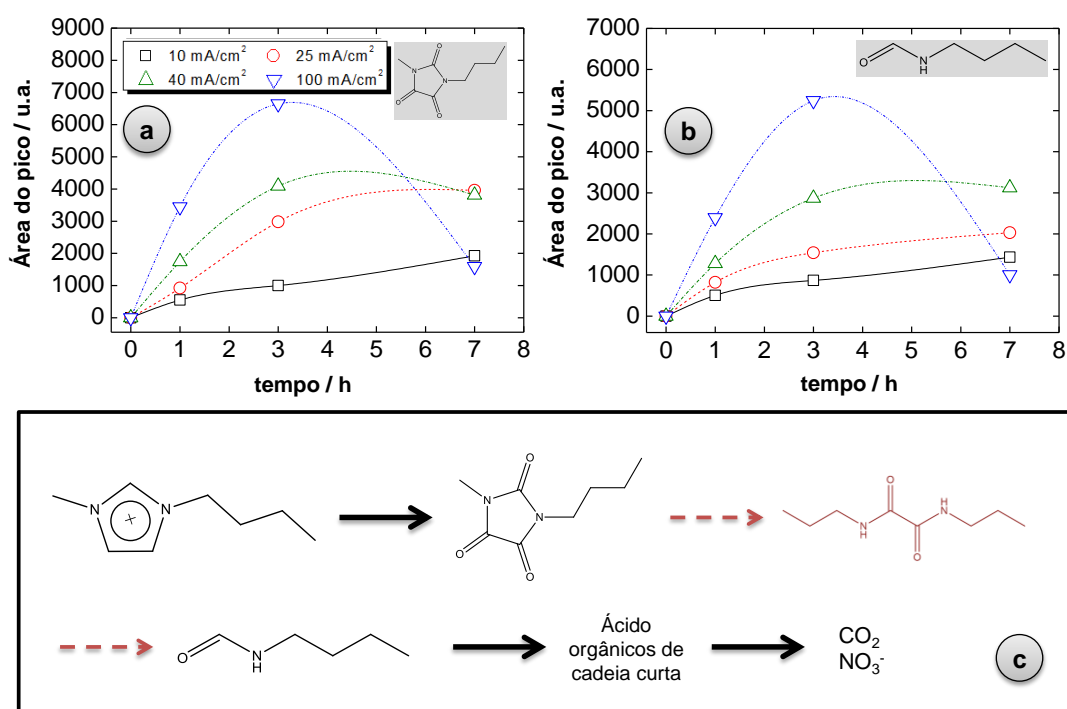 9000
8000
7000
6000
5000
4000
3000
2000
1000
0
Área do pico / u.a.
10 mA/cm²
25 mA/cm²
40 mA/cm²
100 mA/cm²
O
N
O
N
O
O
a
0 1 2 3 4 5 6 7 8
tempo / h
7000
6000
5000
4000
3000
2000
1000
0
Área do pico / u.a.
O
N
H
b
0 1 2 3 4 5 6 7 8
tempo / h
N
N
+
O
N
O
N
O
O
O
N
H
H
N
O
O
N
H
Ácido
orgânicos de
cadeia curta
CO₂
NO₃⁻
c